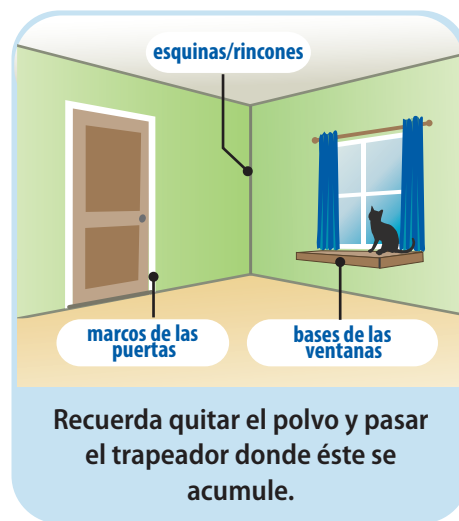 esquinas/rincones
marcos de las
puertas
bases de las
ventanas
Recuerda quitar el polvo y pasar
el trapeador donde éste se
acumule.